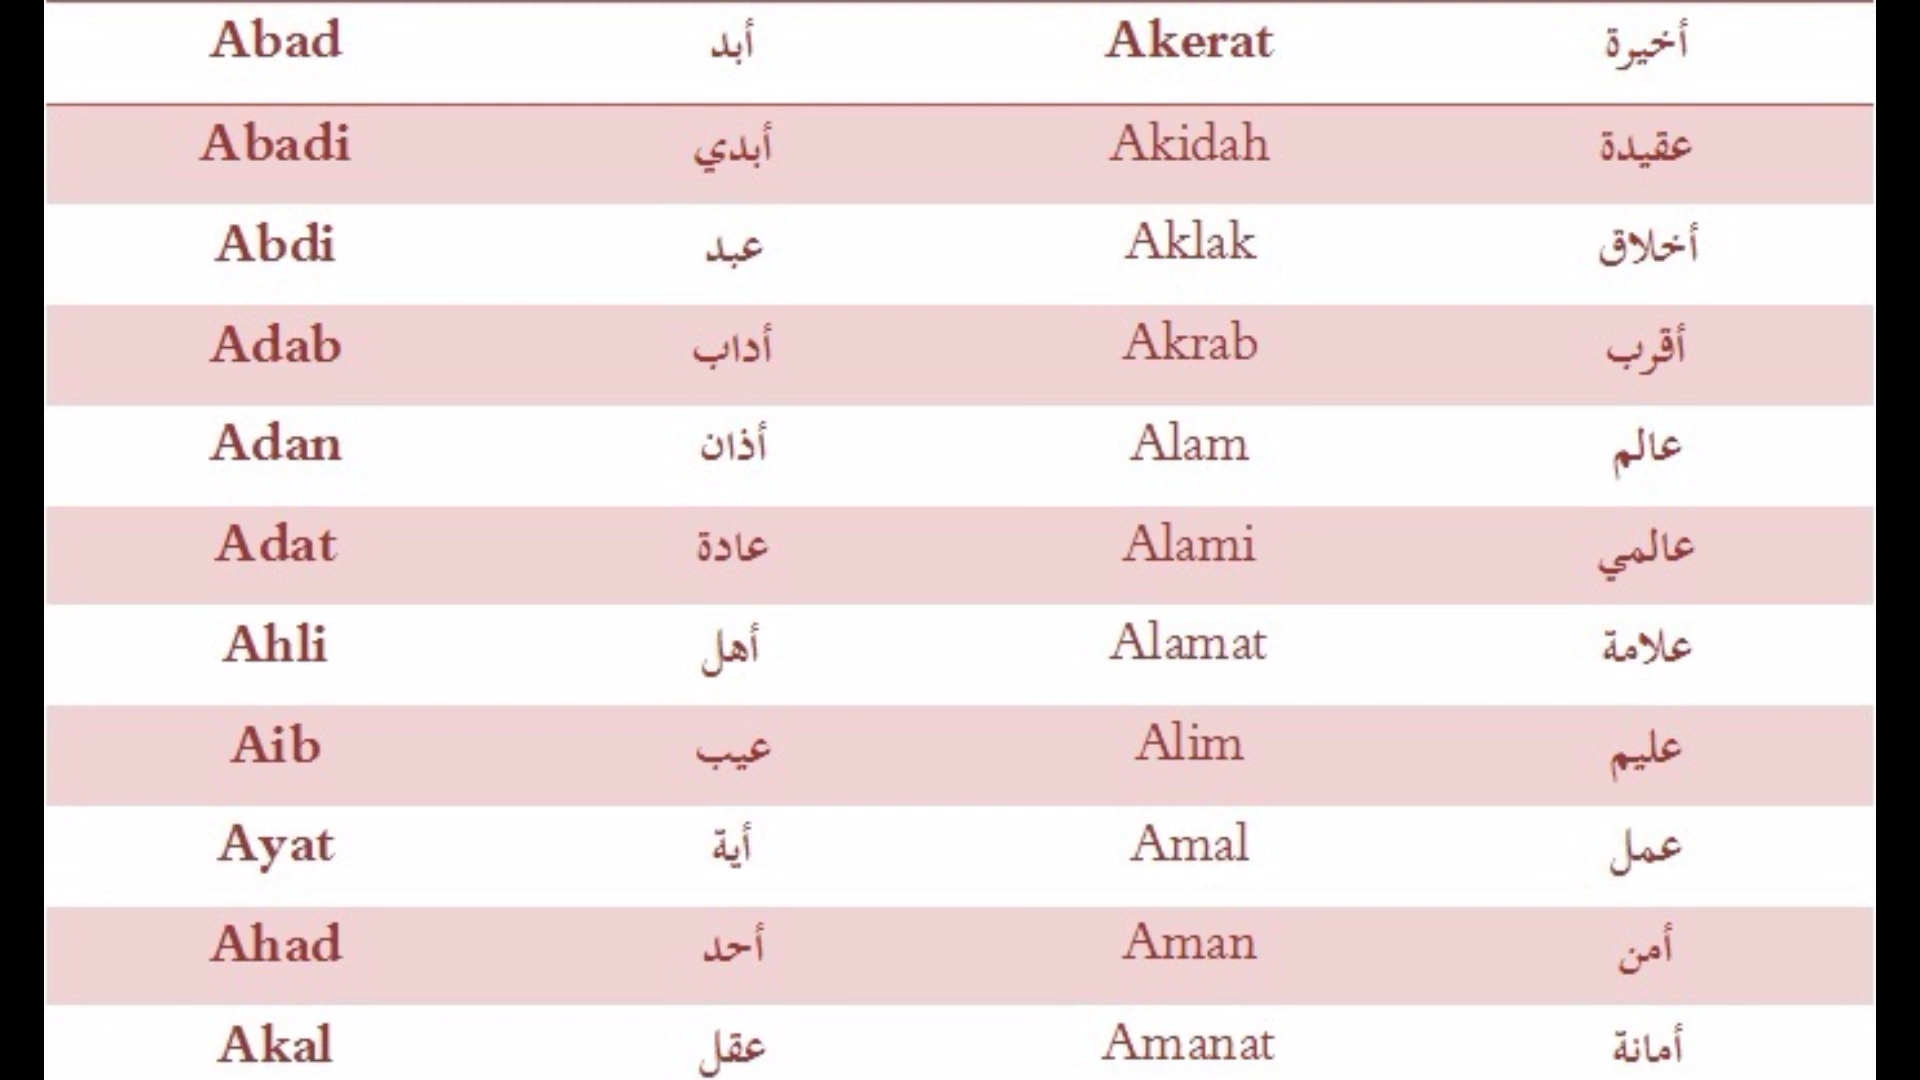 Abad أبد Akerat أخيرة
Abadi أبدي Akidah عقيدة
Abdi عبد Aklak أخلاق
Adab أداب Akrab أقرب
Adan أذان Alam عالم
Adat عادة Alami عالمي
Ahli أهل Alamat علامة
Aib عيب Alim عليم
Ayat أية Amal عمل
Ahad أحد Aman أمن
Akal عقل Amanat أمانة